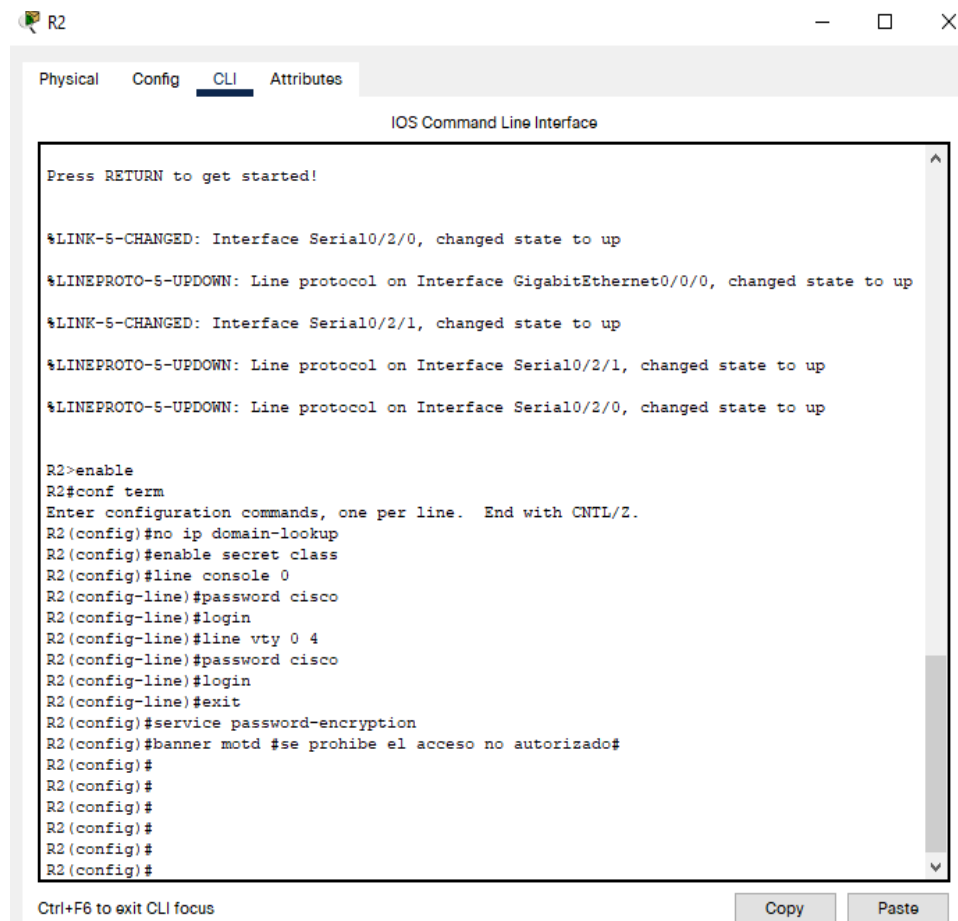 R2
Physical Config CLI Attributes
IOS Command Line Interface
Press RETURN to get started!
%LINK-5-CHANGED: Interface Serial0/2/0, changed state to up
%LINEPROTO-5-UPDOWN: Line protocol on Interface GigabitEthernet0/0/0, changed state to up
%LINK-5-CHANGED: Interface Serial0/2/1, changed state to up
%LINEPROTO-5-UPDOWN: Line protocol on Interface Serial0/2/1, changed state to up
%LINEPROTO-5-UPDOWN: Line protocol on Interface Serial0/2/0, changed state to up
R2>enable
R2#conf term
Enter configuration commands, one per line. End with CNTL/Z.
R2(config)#no ip domain-lookup
R2(config)#enable secret class
R2(config)#line console 0
R2(config-line)#password cisco
R2(config-line)#login
R2(config-line)#line vty 0 4
R2(config-line)#password cisco
R2(config-line)#login
R2(config-line)#exit
R2(config)#service password-encryption
R2(config)#banner motd #se prohibe el acceso no autorizado#
R2(config)#
R2(config)#
R2(config)#
R2(config)#
R2(config)#
R2(config)#
Ctrl+F6 to exit CLI focus
Copy Paste